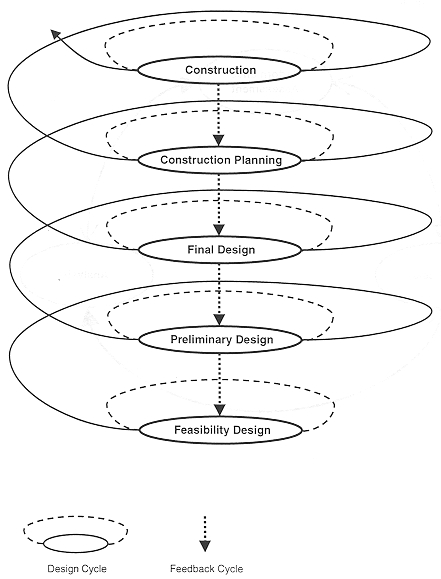 Construction
Construction Planning
Final Design
Preliminary Design
Feasibility Design
Design Cycle
Feedback Cycle